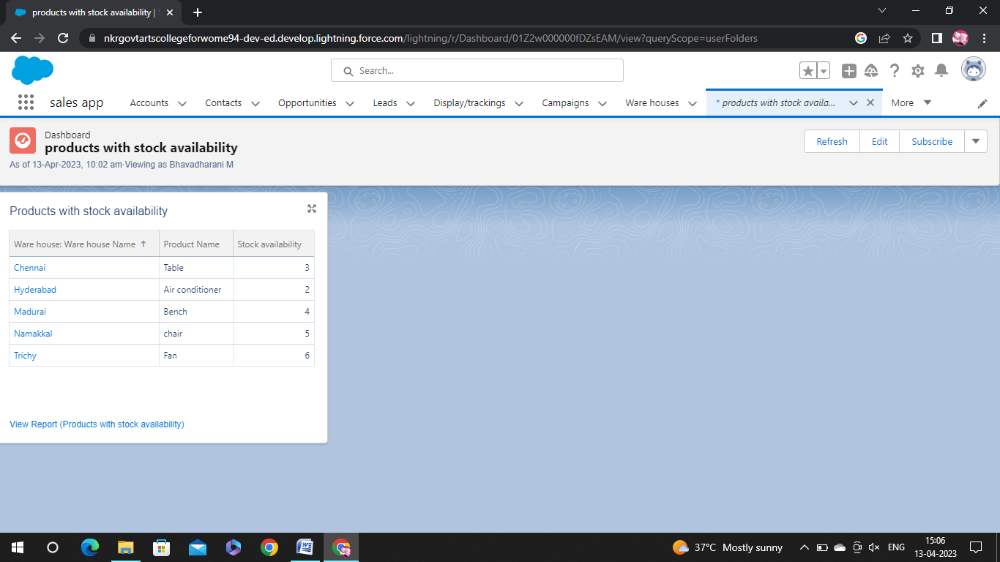 products with stock availability | S
nkrgovtartscollegeforwome94-dev-ed.develop.lightning.force.com/lightning/r/Dashboard/01Z2w000000fDZsEAM/view?queryScope=userFolders
Search...
sales app Accounts Contacts Opportunities Leads Display/trackings Campaigns Ware houses * products with stock availa... More
Dashboard
products with stock availability
As of 13-Apr-2023, 10:02 am·Viewing as Bhavadharani M
Refresh Edit Subscribe
Products with stock availability
Ware house: Ware house Name ↑ Product Name Stock availability
Chennai Table 3
Hyderabad Air conditioner 2
Madurai Bench 4
Namakkal chair 5
Trichy Fan 6
View Report (Products with stock availability)
37°C Mostly sunny ENG 15:06
13-04-2023